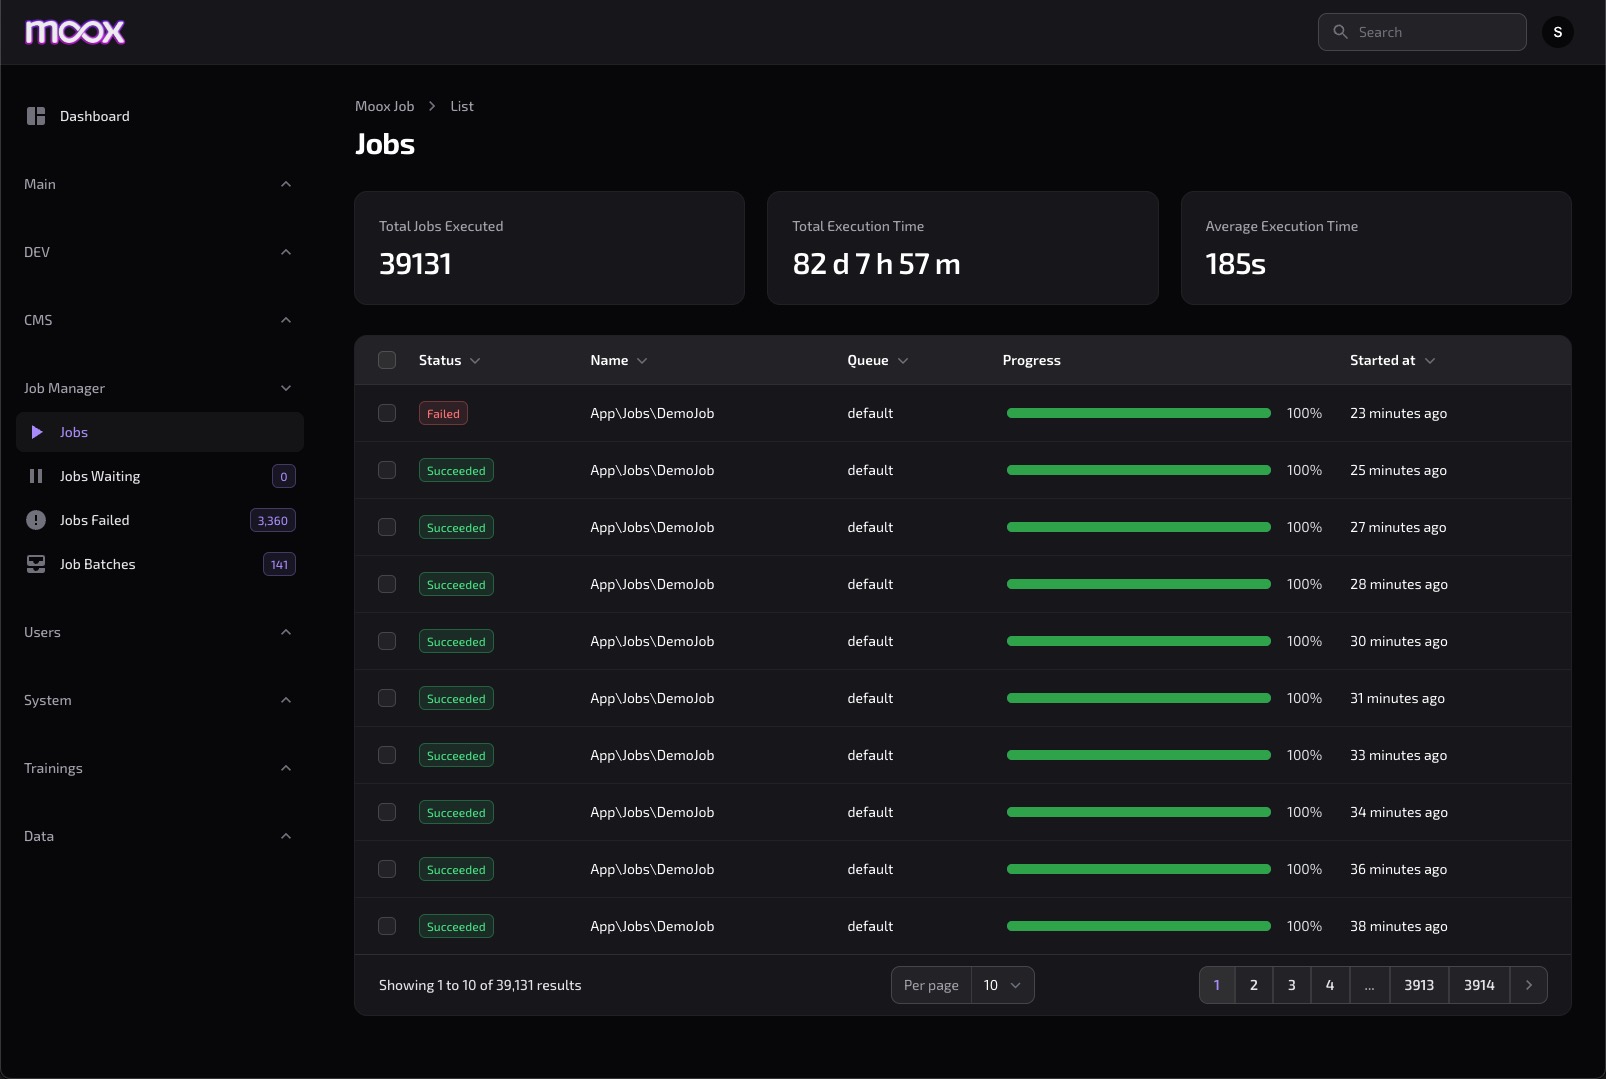 moox
Search
S
Dashboard
Main
DEV
CMS
Job Manager
Jobs
Jobs Waiting 0
Jobs Failed 3,360
Job Batches 141
Users
System
Trainings
Data
Moox Job > List
Jobs
Total Jobs Executed
39131
Total Execution Time
82 d 7 h 57 m
Average Execution Time
185s
Status Name Queue Progress Started at
Failed App\Jobs\DemoJob default 100% 23 minutes ago
Succeeded App\Jobs\DemoJob default 100% 25 minutes ago
Succeeded App\Jobs\DemoJob default 100% 27 minutes ago
Succeeded App\Jobs\DemoJob default 100% 28 minutes ago
Succeeded App\Jobs\DemoJob default 100% 30 minutes ago
Succeeded App\Jobs\DemoJob default 100% 31 minutes ago
Succeeded App\Jobs\DemoJob default 100% 33 minutes ago
Succeeded App\Jobs\DemoJob default 100% 34 minutes ago
Succeeded App\Jobs\DemoJob default 100% 36 minutes ago
Succeeded App\Jobs\DemoJob default 100% 38 minutes ago
Showing 1 to 10 of 39,131 results Per page 10 1 2 3 4 ... 3913 3914 >